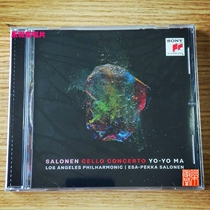 SONY
SALONEN CELLO CONCERTO YO-YO MA
LOS ANGELES PHILHARMONIC | ESA-PEKKA SALONEN